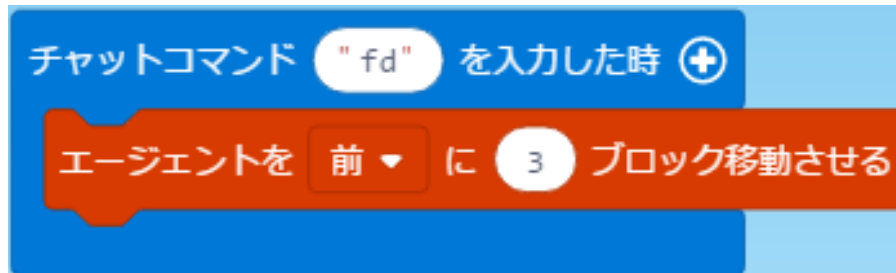 チャットコマンド "fd" を入力した時
エージェントを 前 に 3 ブロック移動させる